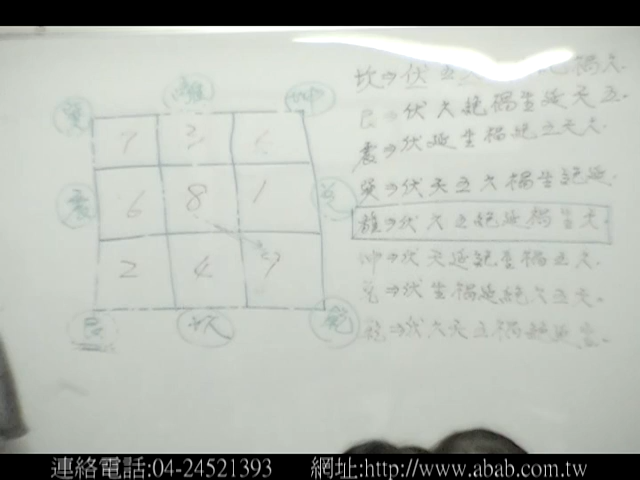 離
坤
巽
7 3
震
6 8 1
兌
2 4 9
艮
坎
乾
坎⇒伏五
艮⇒伏六絕禍生延天五
震⇒伏延生禍絕五天六
巽⇒伏天五六禍生絕延
離⇒伏六五絕延禍生天
坤⇒伏天延絕生禍五六
兌⇒伏生禍延絕六五天
乾⇒伏六天五禍絕延生
連絡電話:04-24521393 網址:http://www.abab.com.tw